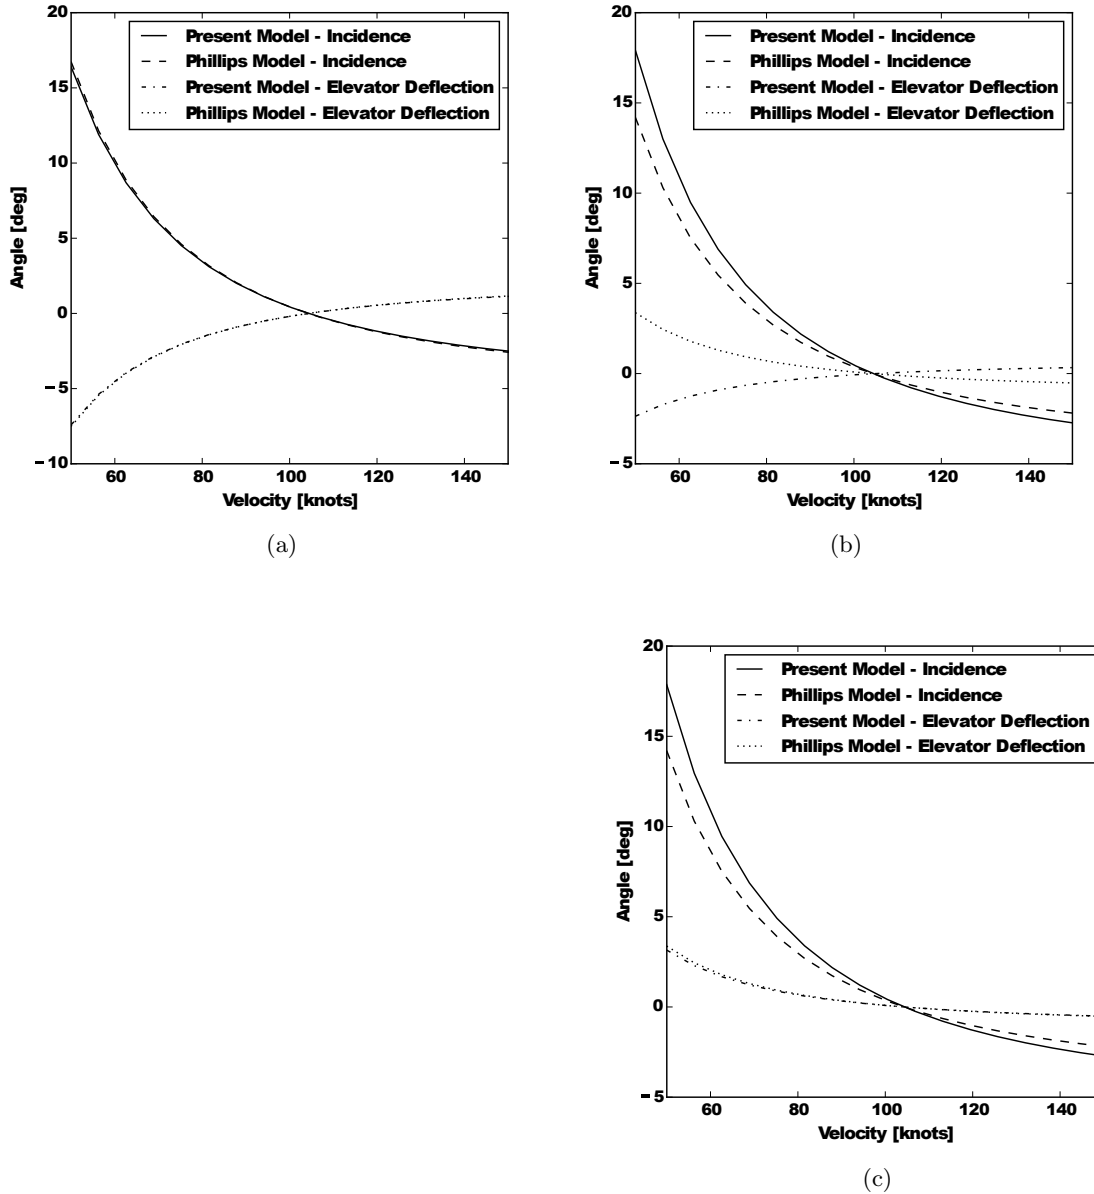 20
15
10
5
0
−5
−10
Angle [deg]
Present Model - Incidence
Phillips Model - Incidence
Present Model - Elevator Deflection
Phillips Model - Elevator Deflection
60 80 100 120 140
Velocity [knots]
(a)
20
15
10
5
0
−5
Angle [deg]
Present Model - Incidence
Phillips Model - Incidence
Present Model - Elevator Deflection
Phillips Model - Elevator Deflection
60 80 100 120 140
Velocity [knots]
(b)
20
15
10
5
0
−5
Angle [deg]
Present Model - Incidence
Phillips Model - Incidence
Present Model - Elevator Deflection
Phillips Model - Elevator Deflection
60 80 100 120 140
Velocity [knots]
(c)